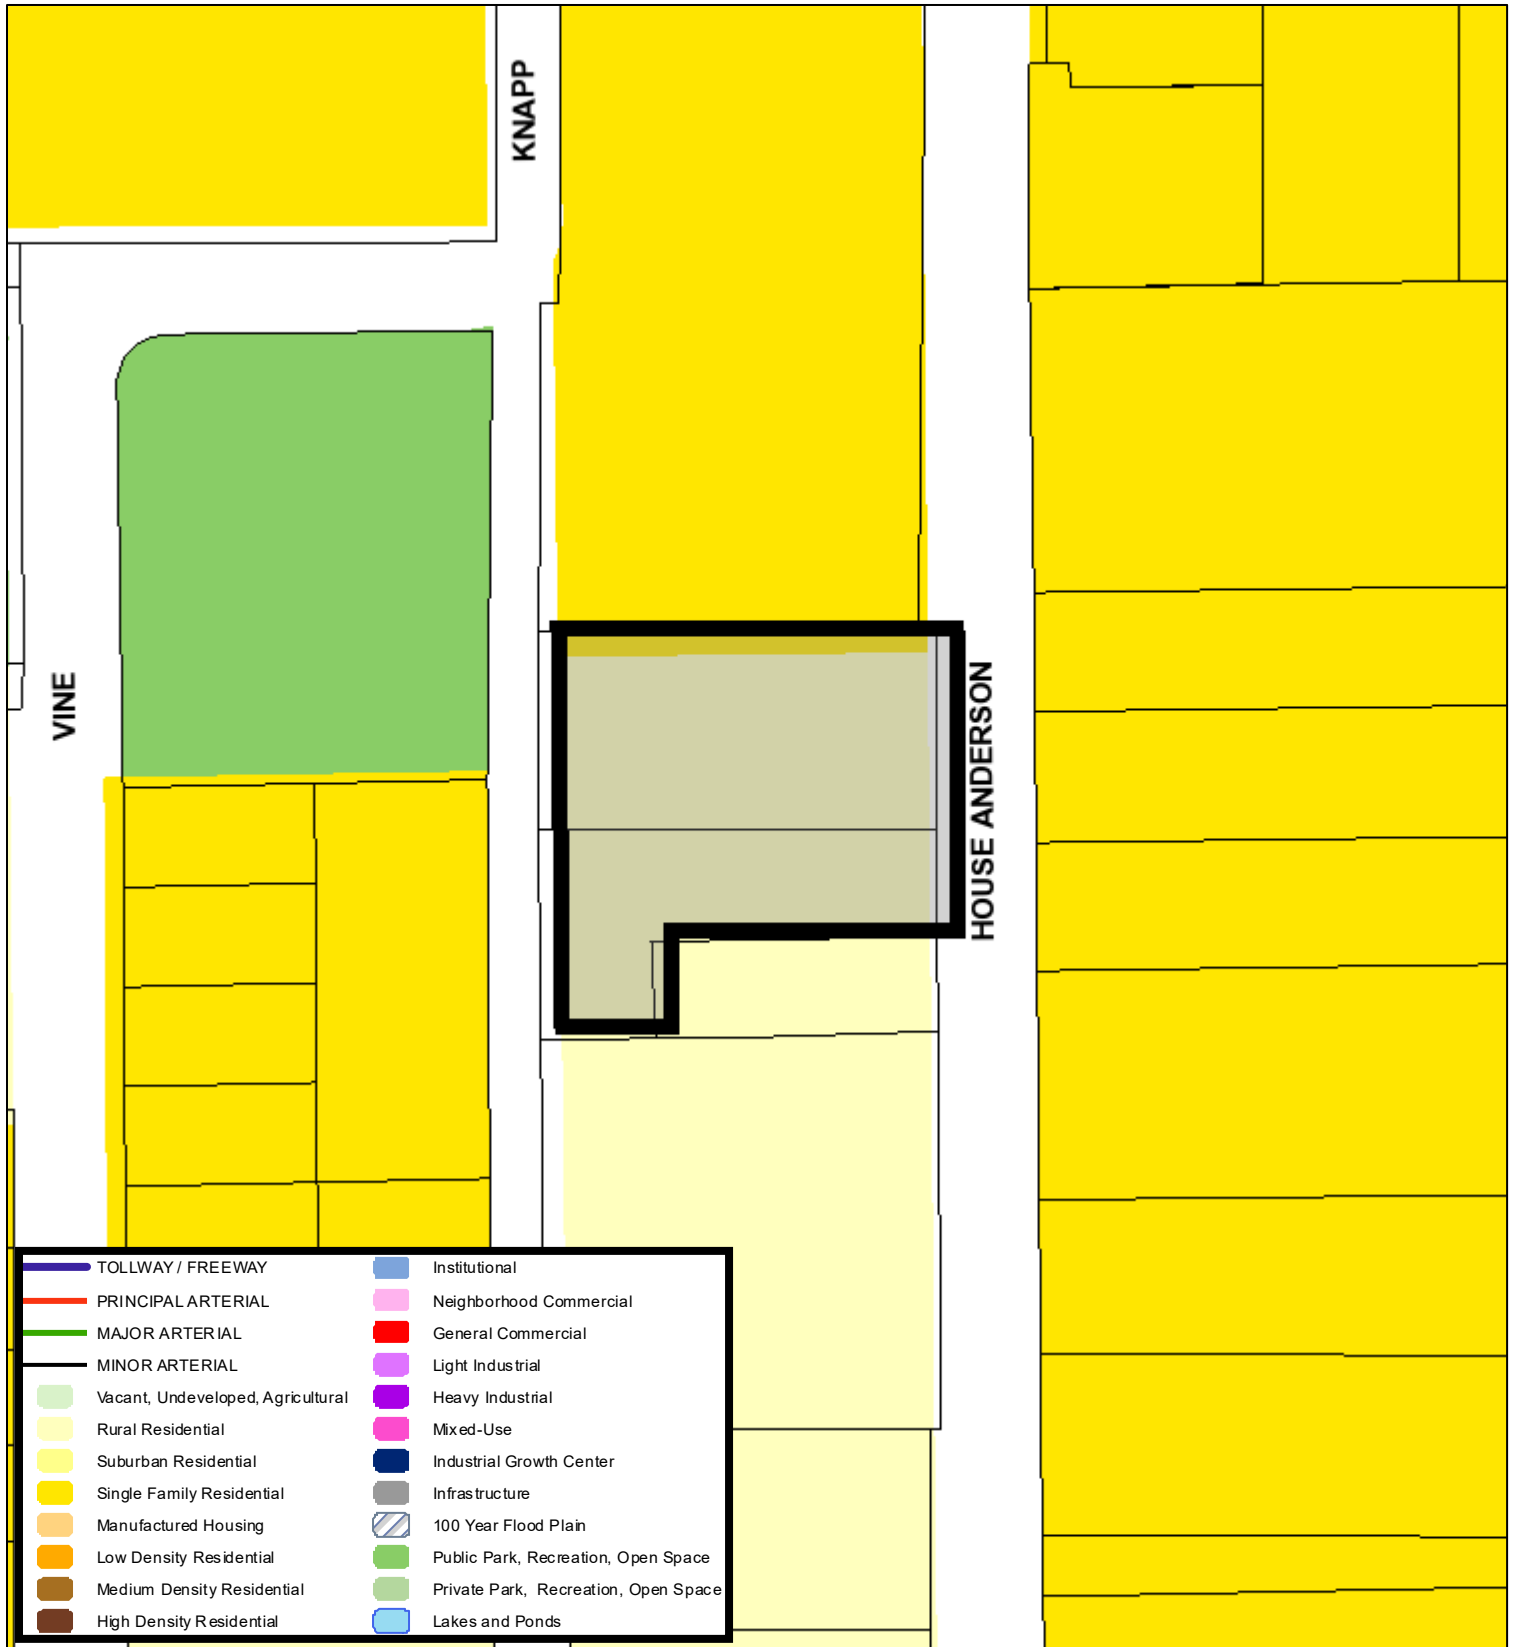 KNAPP
VINE
HOUSE ANDERSON
TOLLWAY / FREEWAY
PRINCIPAL ARTERIAL
MAJOR ARTERIAL
MINOR ARTERIAL
Vacant, Undeveloped, Agricultural
Rural Residential
Suburban Residential
Single Family Residential
Manufactured Housing
Low Density Residential
Medium Density Residential
High Density Residential
Institutional
Neighborhood Commercial
General Commercial
Light Industrial
Heavy Industrial
Mixed-Use
Industrial Growth Center
Infrastructure
100 Year Flood Plain
Public Park, Recreation, Open Space
Private Park, Recreation, Open Space
Lakes and Ponds